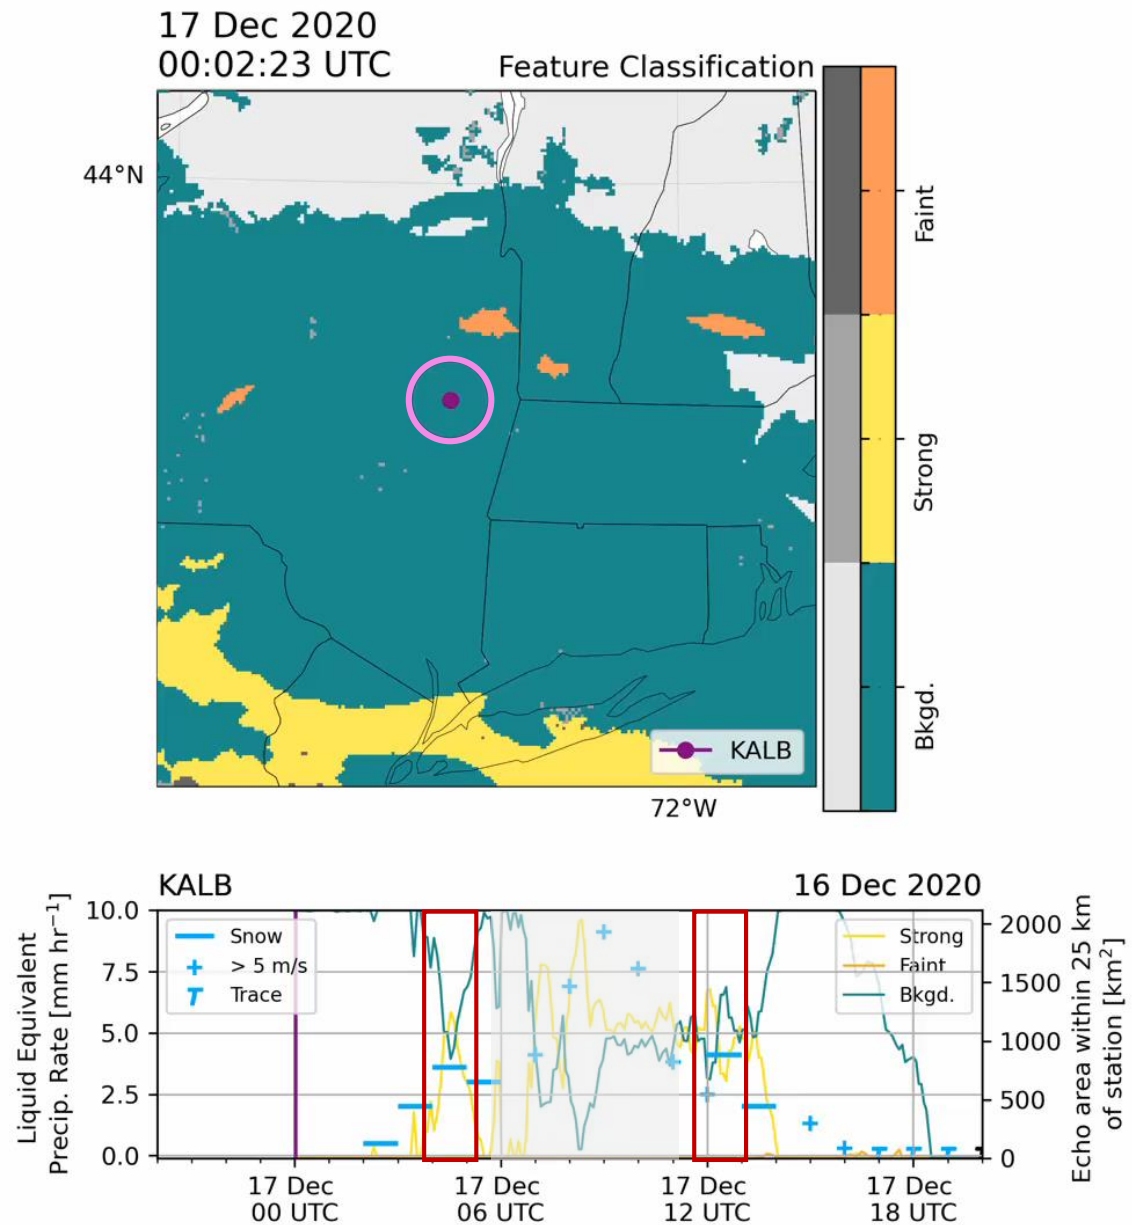 17 Dec 2020
00:02:23 UTC
Feature Classification
44°N
72°W
KALB
Faint
Strong
Bkgd.
KALB
16 Dec 2020
Liquid Equivalent
Precip. Rate [mm hr⁻¹]
10.0
7.5
5.0
2.5
0.0
Snow
> 5 m/s
Trace
Strong
Faint
Bkgd.
2000
1500
1000
500
0
Echo area within 25 km
of station [km²]
17 Dec
00 UTC
17 Dec
06 UTC
17 Dec
12 UTC
17 Dec
18 UTC